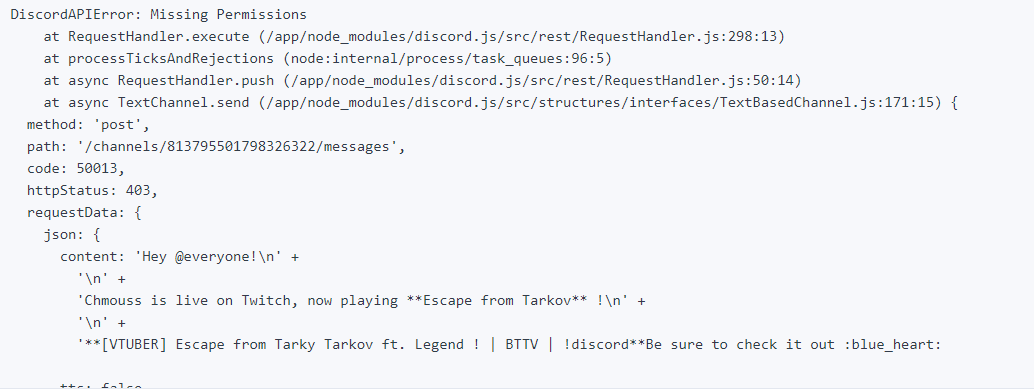 DiscordAPIError: Missing Permissions
at RequestHandler.execute (/app/node_modules/discord.js/src/rest/RequestHandler.js:298:13)
at processTicksAndRejections (node:internal/process/task_queues:96:5)
at async RequestHandler.push (/app/node_modules/discord.js/src/rest/RequestHandler.js:50:14)
at async TextChannel.send (/app/node_modules/discord.js/src/structures/interfaces/TextBasedChannel.js:171:15) {
method: 'post',
path: '/channels/813795501798326322/messages',
code: 50013,
httpStatus: 403,
requestData: {
json: {
content: 'Hey @everyone!\n' +
'\n' +
'Chmouss is live on Twitch, now playing **Escape from Tarkov** !\n' +
'\n' +
'**[VTUBER] Escape from Tarky Tarkov ft. Legend ! | BTTV | !discord**Be sure to check it out :blue_heart:
tts: false